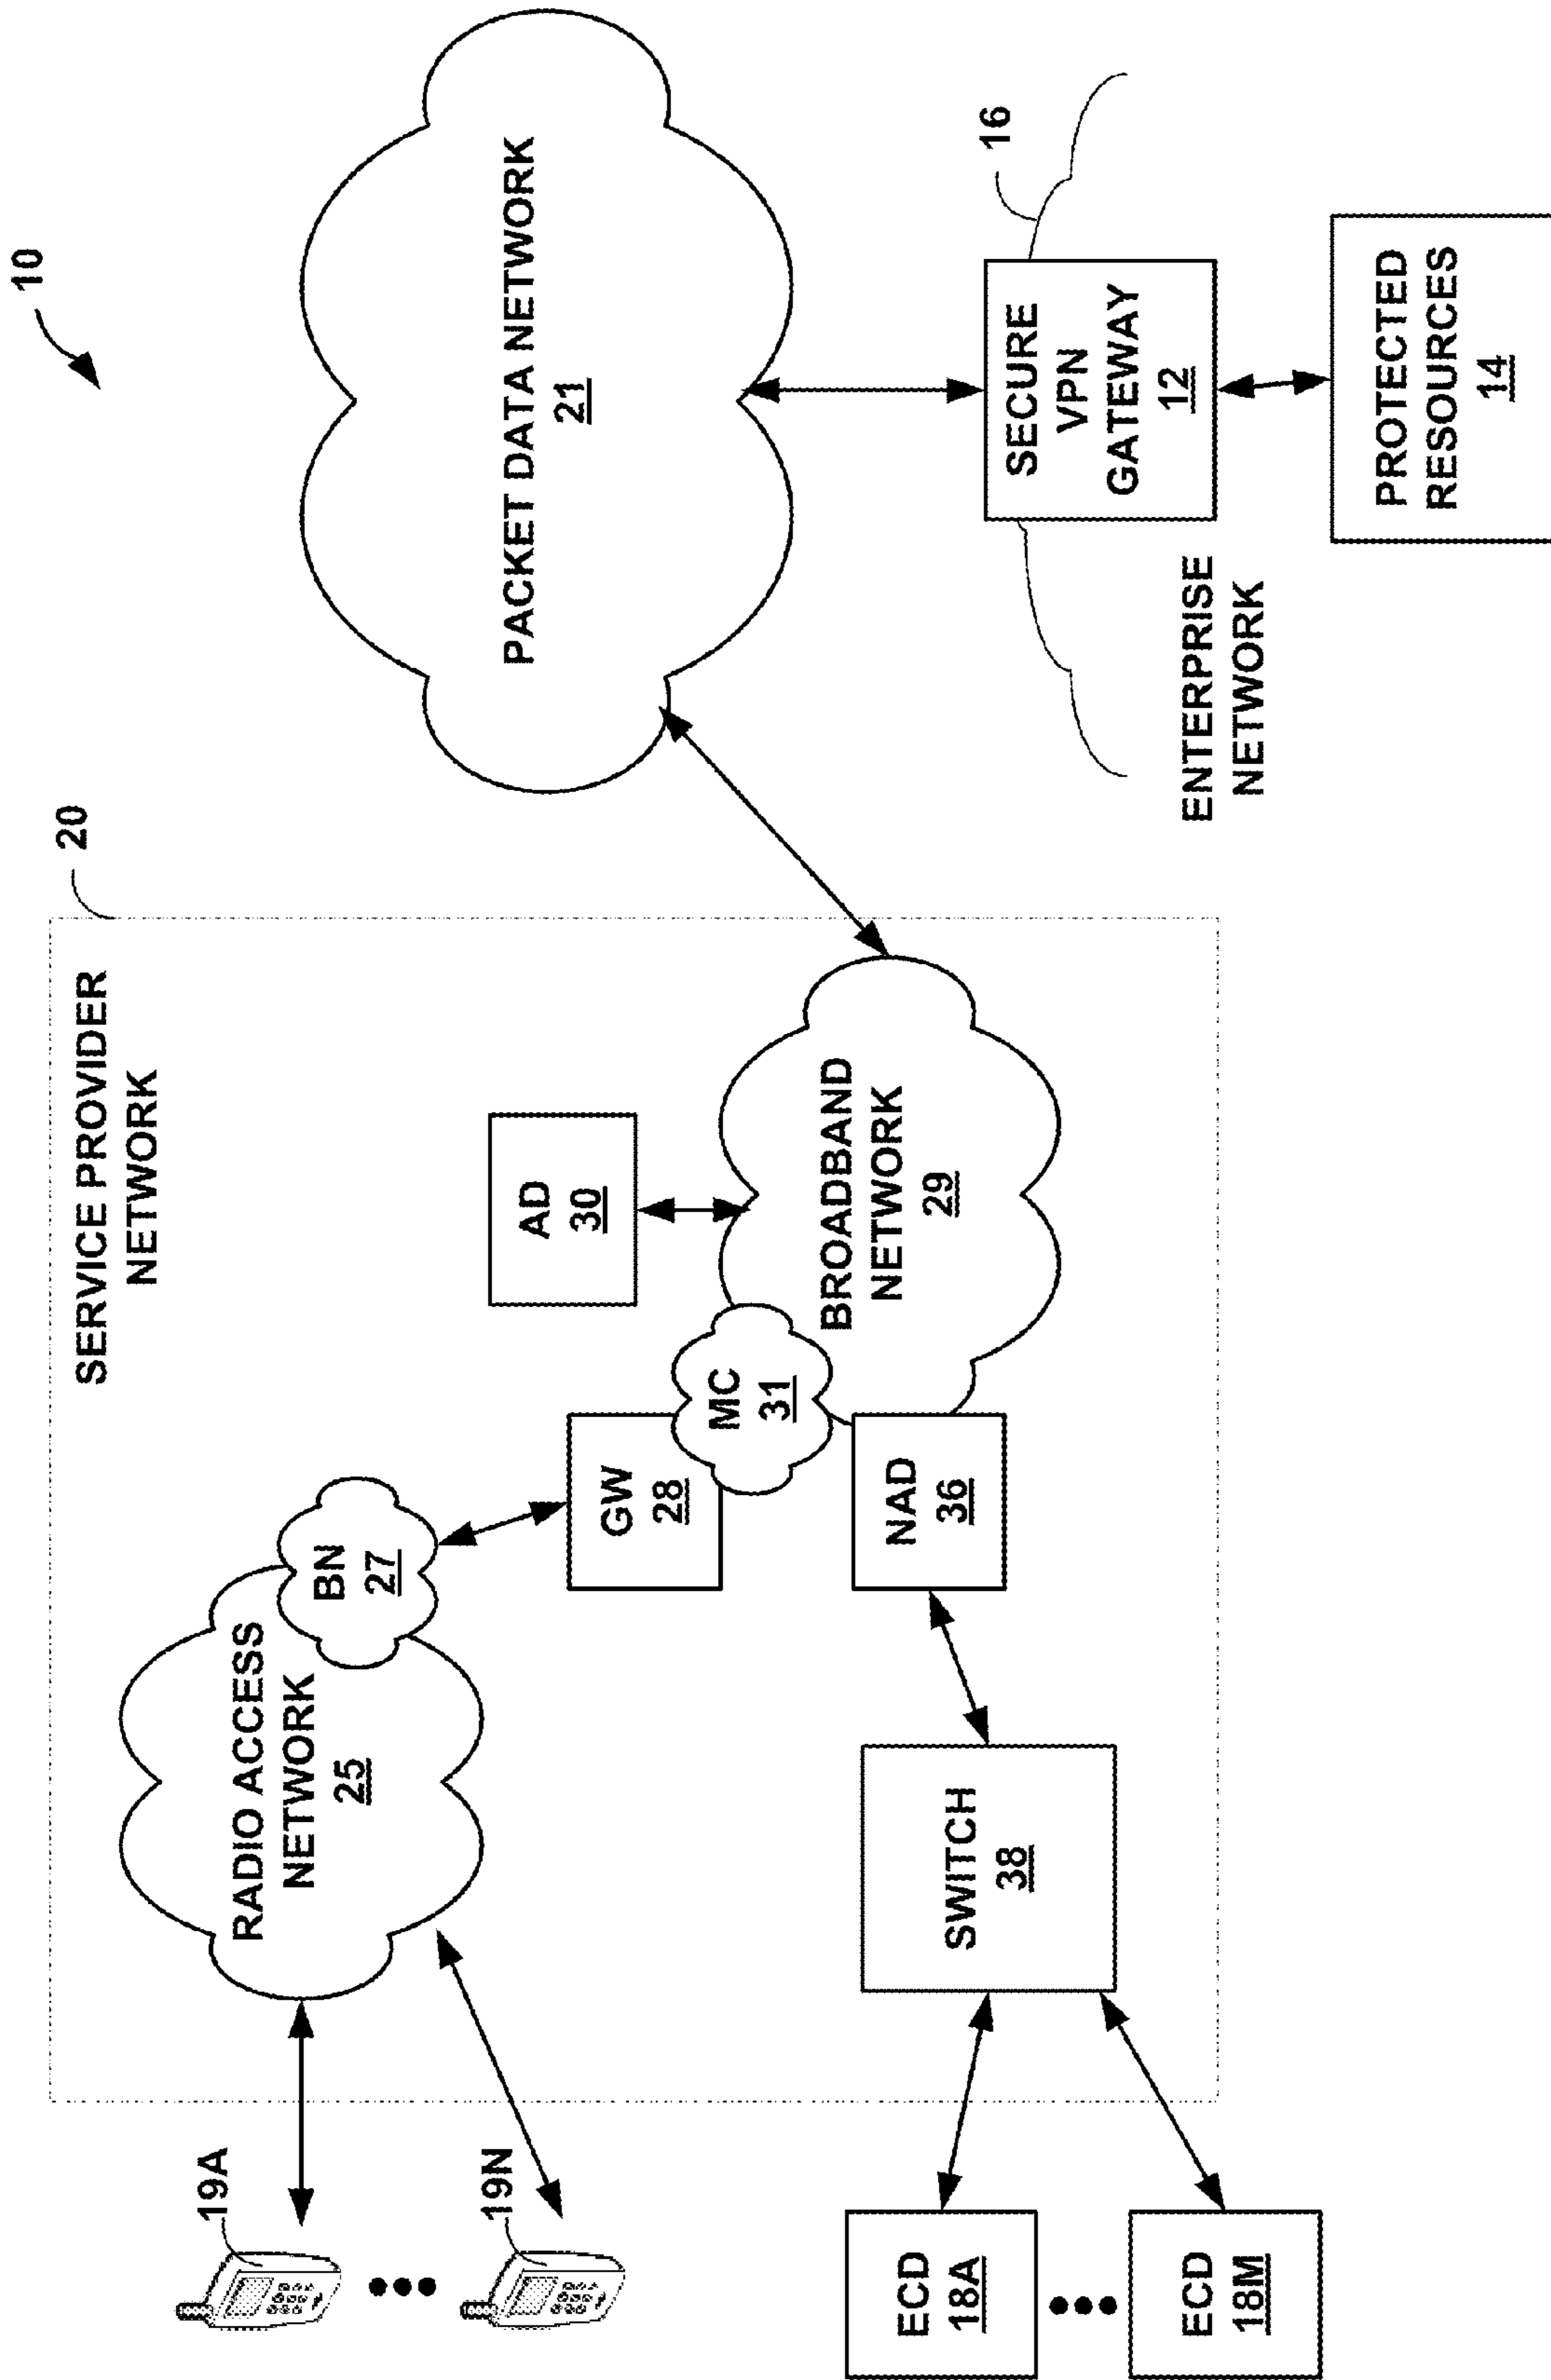 10
20
SERVICE PROVIDER
NETWORK
19A
19N
RADIO ACCESS
NETWORK
25
BN
27
GW
28
MC
31
AD
30
BROADBAND
NETWORK
29
NAD
36
SWITCH
38
ECD
18A
ECD
18M
PACKET DATA NETWORK
21
16
SECURE
VPN
GATEWAY
12
ENTERPRISE
NETWORK
PROTECTED
RESOURCES
14